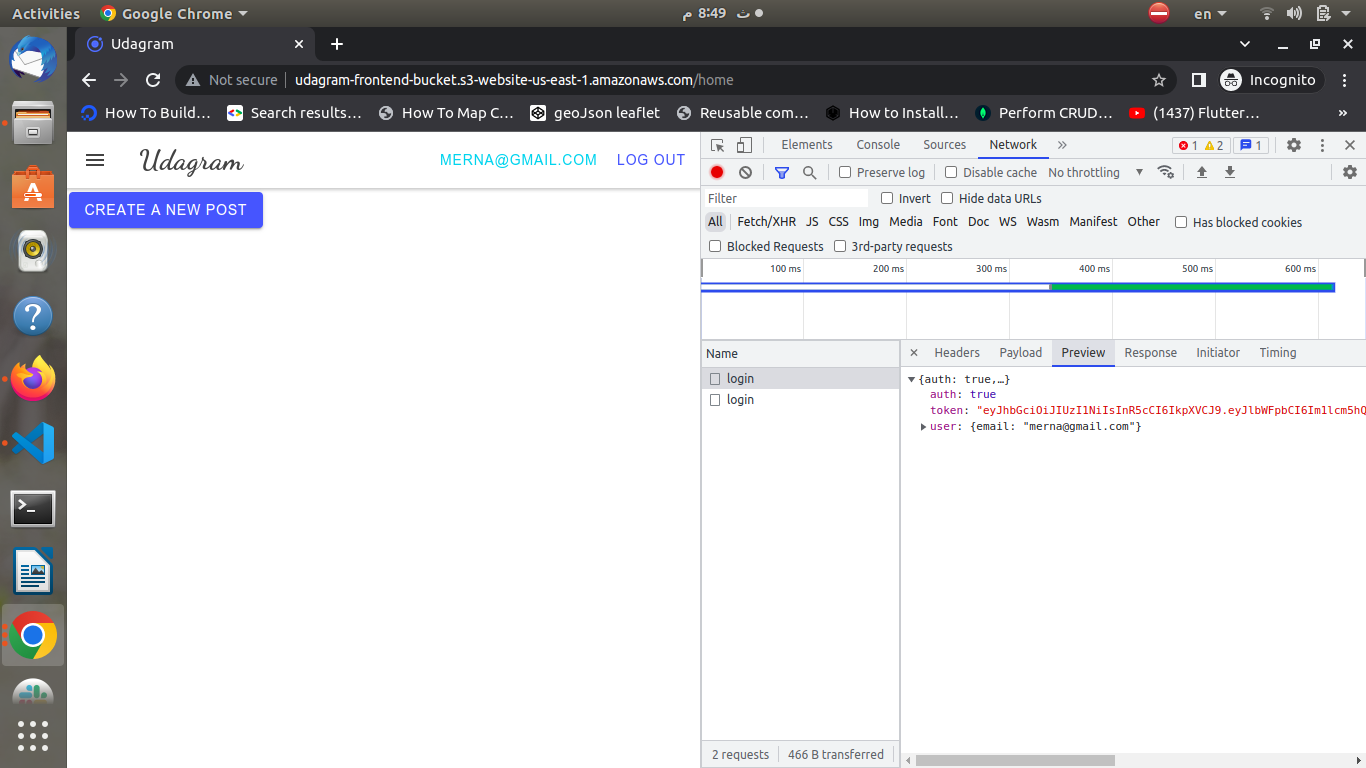 Activities Google Chrome 8:49 م ث en
Udagram
Not secure udagram-frontend-bucket.s3-website-us-east-1.amazonaws.com/home Incognito
How To Build… Search results… How To Map C… geoJson leaflet Reusable com… How to Install… Perform CRUD… (1437) Flutter… »
Udagram MERNA@GMAIL.COM LOG OUT
CREATE A NEW POST
Elements Console Sources Network » 1 2 1
Preserve log Disable cache No throttling
Filter Invert Hide data URLs
All Fetch/XHR JS CSS Img Media Font Doc WS Wasm Manifest Other Has blocked cookies
Blocked Requests 3rd-party requests
100 ms 200 ms 300 ms 400 ms 500 ms 600 ms
Name
login
login
2 requests 466 B transferred
Headers Payload Preview Response Initiator Timing
{auth: true,…}
auth: true
token: "eyJhbGciOiJIUzI1NiIsInR5cCI6IkpXVCJ9.eyJlbWFpbCI6Im1lcm5hQ
user: {email: "merna@gmail.com"}